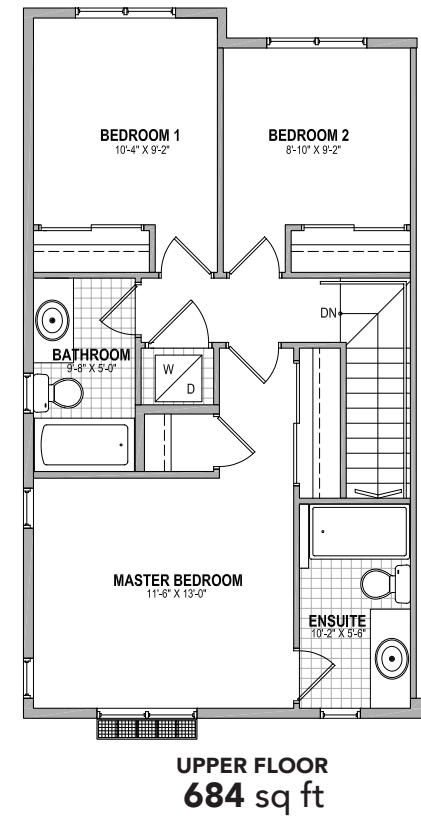 BEDROOM 1
10'-4" X 9'-2"
BEDROOM 2
8'-10" X 9'-2"
DN
BATHROOM
9'-8" X 5'-0"
W
D
MASTER BEDROOM
11'-6" X 13'-0"
ENSUITE
10'-2" X 5'-6"
UPPER FLOOR
684 sq ft